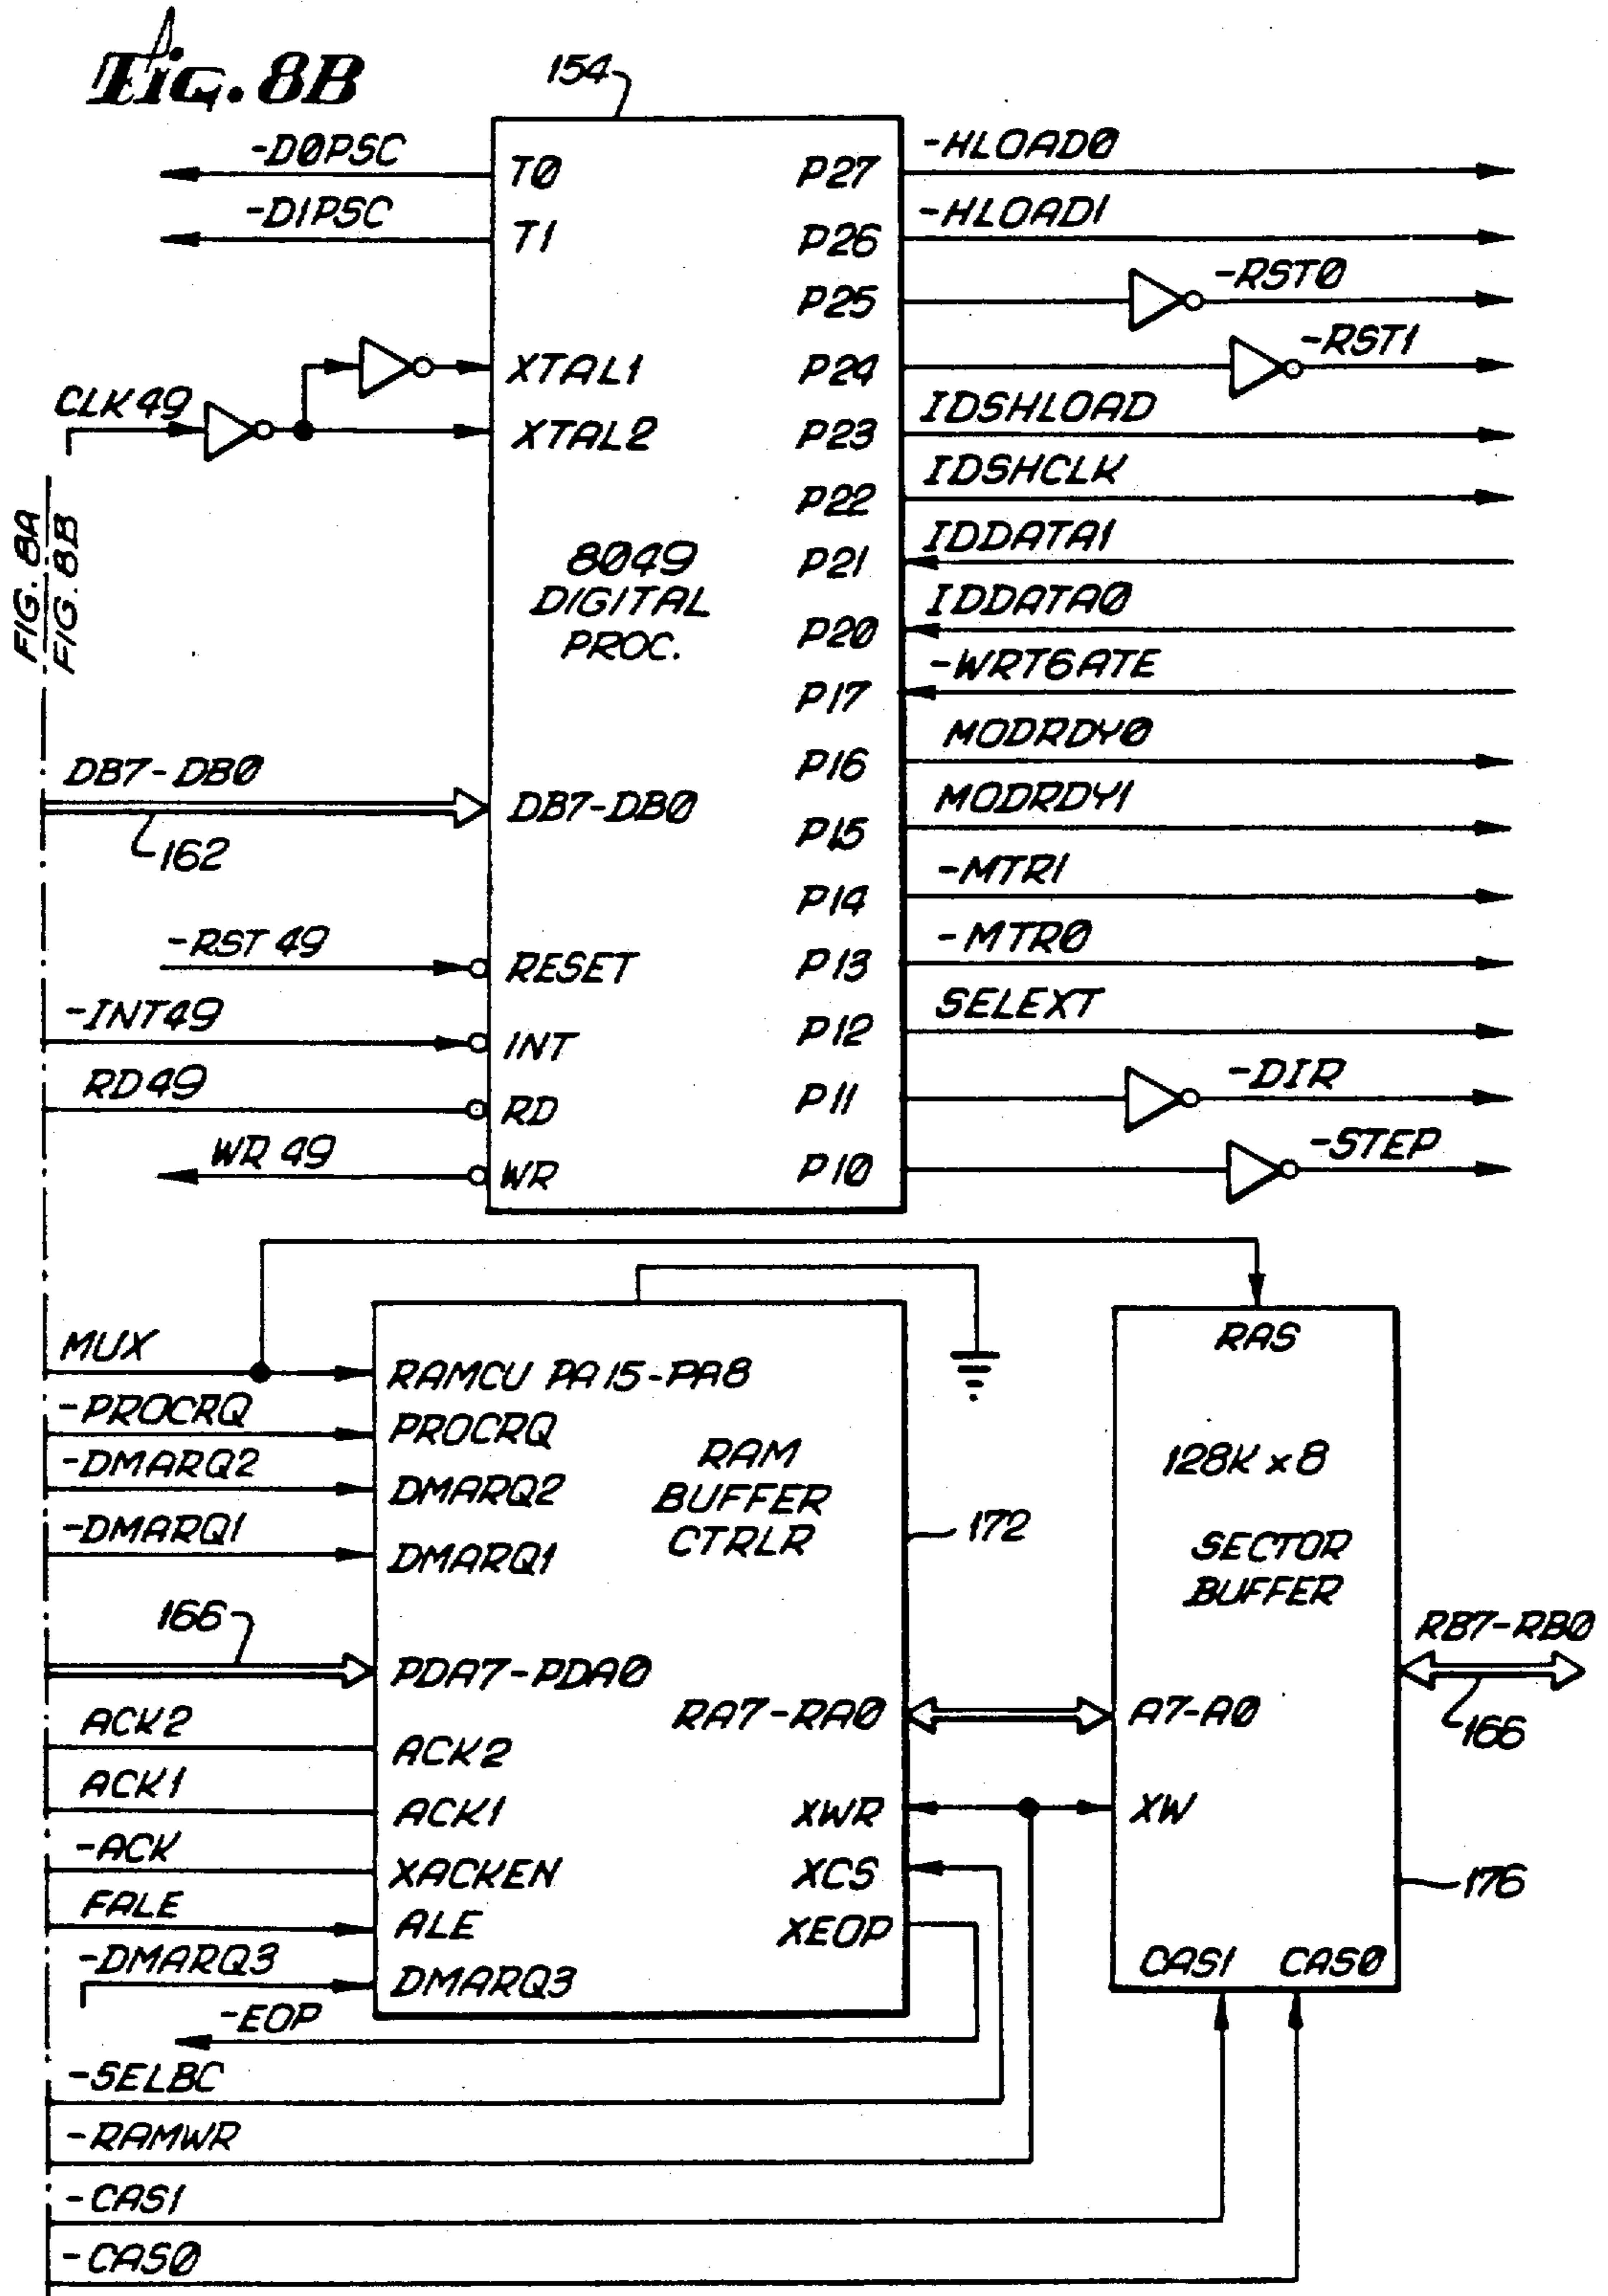 Fig. 8B
154
-D0PSC
T0
P27
-HLOAD0
-D1PSC
T1
P26
-HLOAD1
P25
-RST0
XTAL1
P24
-RST1
CLK49
XTAL2
P23
IDSHLOAD
P22
IDSHCLK
FIG. 8A
FIG. 8B
8049
DIGITAL
PROC.
P21
IDDATA1
P20
IDDATA0
P17
-WRTGATE
P16
MODRDY0
DB7-DB0
162
DB7-DB0
P15
MODRDY1
P14
-MTR1
-RST 49
RESET
P13
-MTR0
-INT49
INT
P12
SELEXT
RD49
RD
P11
-DIR
WR 49
WR
P10
-STEP
MUX
RAMCU PA15-PA8
RAS
-PROCRQ
PROCRQ
-DMARQ2
DMARQ2
-DMARQ1
DMARQ1
RAM
BUFFER
CTRLR
172
128K x 8
SECTOR
BUFFER
166
PDA7-PDA0
RB7-RB0
166
RA7-RA0
A7-A0
ACK2
ACK2
ACK1
ACK1
XWR
XW
-ACK
XACKEN
XCS
176
FALE
ALE
XEOP
-DMARQ3
DMARQ3
CAS1
CAS0
-EOP
-SELBC
-RAMWR
-CAS1
-CAS0